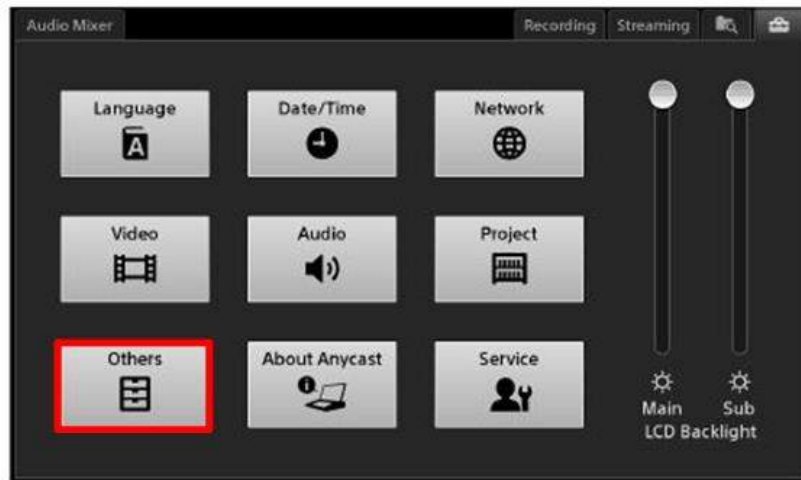 Audio Mixer
Recording
Streaming
Language
Date/Time
Network
A
Video
Audio
Project
Others
About Anycast
Service
Main
Sub
LCD Backlight